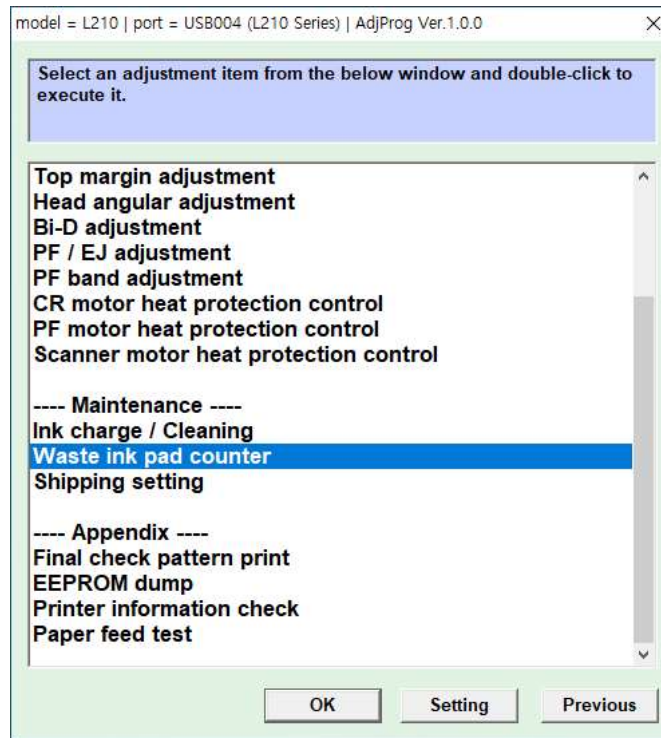 model = L210 | port = USB004 (L210 Series) | AdjProg Ver.1.0.0
Select an adjustment item from the below window and double-click to
execute it.
Top margin adjustment
Head angular adjustment
Bi-D adjustment
PF / EJ adjustment
PF band adjustment
CR motor heat protection control
PF motor heat protection control
Scanner motor heat protection control
---- Maintenance ----
Ink charge / Cleaning
Waste ink pad counter
Shipping setting
---- Appendix ----
Final check pattern print
EEPROM dump
Printer information check
Paper feed test
OK Setting Previous